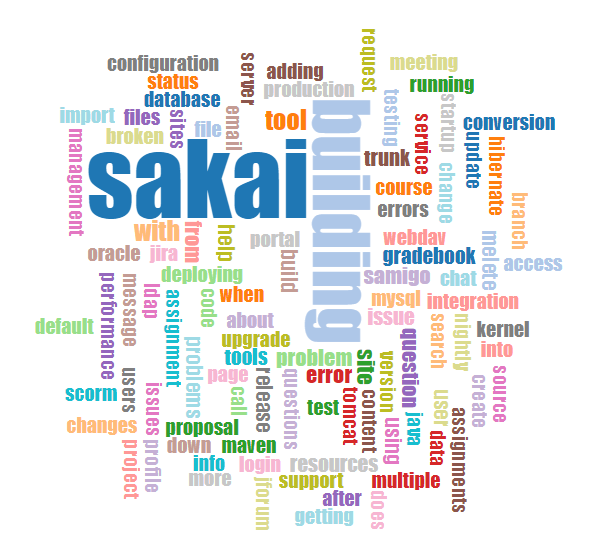 request
configuration
server
meeting
status
adding
running
production
database
import
files
sites
email
testing
startup
conversion
broken
file
tool
service
update
hibernate
management
sakai
building
trunk
course
change
errors
branch
with
from
help
portal
webdav
oracle
jira
build
gradebook
melete
access
deploying
samigo
chat
performance
message
ldap
assignment
code
when
mysql
integration
default
about
issue
search
nightly
kernel
upgrade
question
problems
tools
problem
site
version
into
users
page
release
questions
error
source
scorm
issues
call
test
tomcat
content
user
create
changes
proposal
using
java
data
assignments
project
profile
down
maven
info
login
resources
more
jforum
support
multiple
after
does
getting